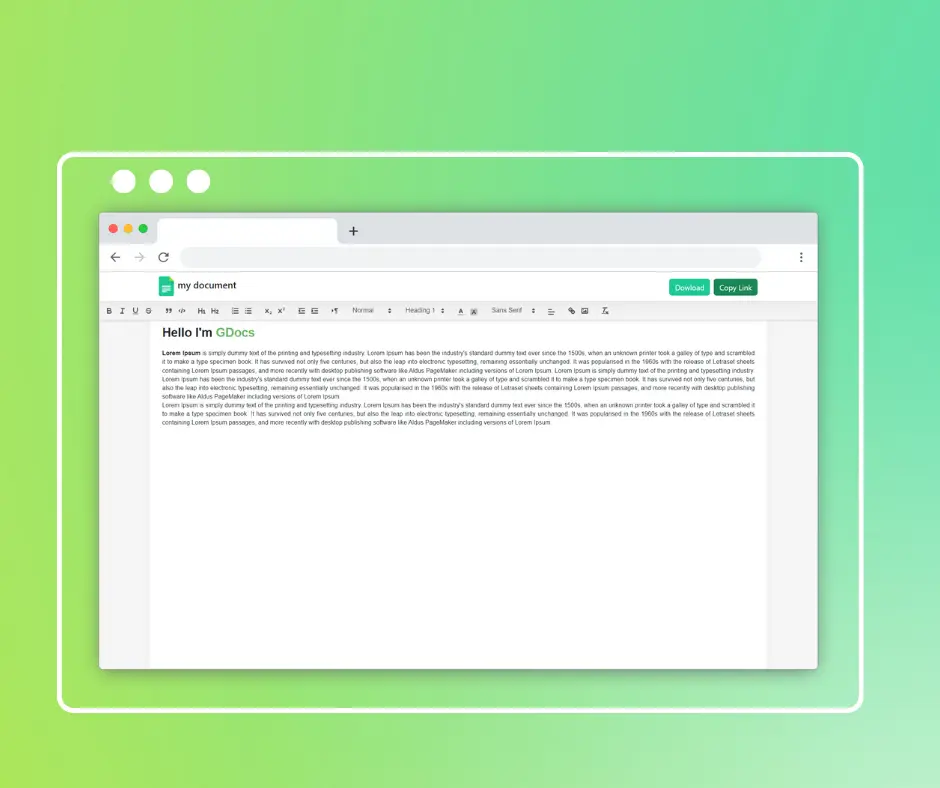 my document
Dowload Copy Link
B I U S H1 H2 X2 X2 Normal Heading 1 A A Sans Serif
Hello I'm GDocs
Lorem Ipsum is simply dummy text of the printing and typesetting industry. Lorem Ipsum has been the industry's standard dummy text ever since the 1500s, when an unknown printer took a galley of type and scrambled
it to make a type specimen book. It has survived not only five centuries, but also the leap into electronic typesetting, remaining essentially unchanged. It was popularised in the 1960s with the release of Letraset sheets
containing Lorem Ipsum passages, and more recently with desktop publishing software like Aldus PageMaker including versions of Lorem Ipsum. Lorem Ipsum is simply dummy text of the printing and typesetting industry.
Lorem Ipsum has been the industry's standard dummy text ever since the 1500s, when an unknown printer took a galley of type and scrambled it to make a type specimen book. It has survived not only five centuries, but
also the leap into electronic typesetting, remaining essentially unchanged. It was popularised in the 1960s with the release of Letraset sheets containing Lorem Ipsum passages, and more recently with desktop publishing
software like Aldus PageMaker including versions of Lorem Ipsum.
Lorem Ipsum is simply dummy text of the printing and typesetting industry. Lorem Ipsum has been the industry's standard dummy text ever since the 1500s, when an unknown printer took a galley of type and scrambled it
to make a type specimen book. It has survived not only five centuries, but also the leap into electronic typesetting, remaining essentially unchanged. It was popularised in the 1960s with the release of Letraset sheets
containing Lorem Ipsum passages, and more recently with desktop publishing software like Aldus PageMaker including versions of Lorem Ipsum